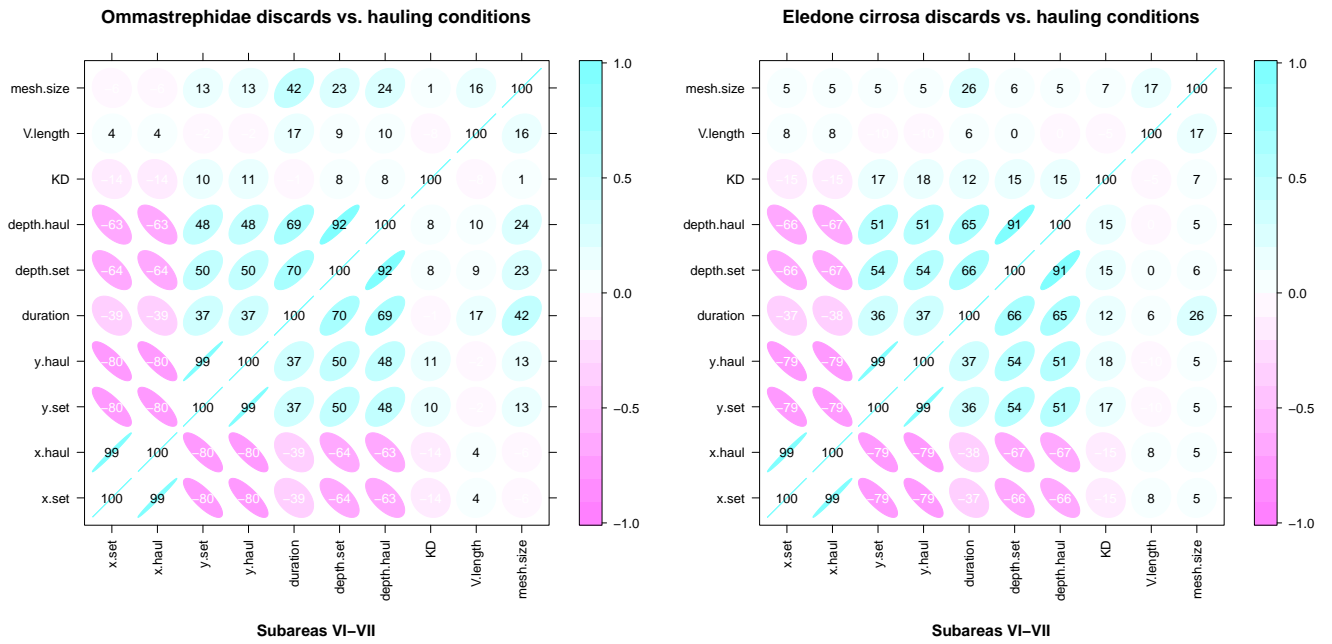 Ommastrephidae discards vs. hauling conditions
mesh.size 13 13 42 23 24 1 16 100
V.length 4 4 17 9 10 100 16
KD −14 −14 10 11 8 8 100 1
depth.haul −63 −63 48 48 69 92 100 8 10 24
depth.set −64 −64 50 50 70 100 92 8 9 23
duration −39 −39 37 37 100 70 69 17 42
y.haul −80 −80 99 100 37 50 48 11 13
y.set −80 −80 100 99 37 50 48 10 13
x.haul 99 100 −80 −80 −39 −64 −63 −14 4
x.set 100 99 −80 −80 −39 −64 −63 −14 4
x.set x.haul y.set y.haul duration depth.set depth.haul KD V.length mesh.size
1.0
0.5
0.0
−0.5
−1.0
Subareas VI−VII
Eledone cirrosa discards vs. hauling conditions
mesh.size 5 5 5 5 26 6 5 7 17 100
V.length 8 8 6 0 100 17
KD −15 −15 17 18 12 15 15 100 7
depth.haul −66 −67 51 51 65 91 100 15 5
depth.set −66 −67 54 54 66 100 91 15 0 6
duration −37 −38 36 37 100 66 65 12 6 26
y.haul −79 −79 99 100 37 54 51 18 5
y.set −79 −79 100 99 36 54 51 17 5
x.haul 99 100 −79 −79 −38 −67 −67 −15 8 5
x.set 100 99 −79 −79 −37 −66 −66 −15 8 5
x.set x.haul y.set y.haul duration depth.set depth.haul KD V.length mesh.size
1.0
0.5
0.0
−0.5
−1.0
Subareas VI−VII